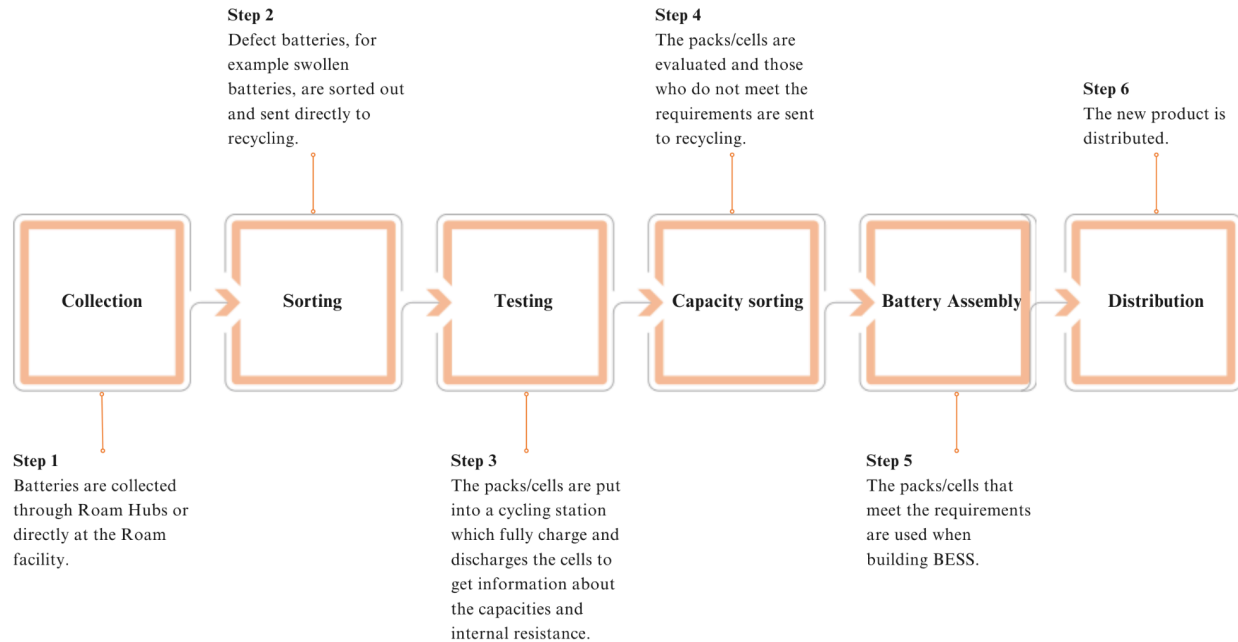 Step 2
Defect batteries, for
example swollen
batteries, are sorted out
and sent directly to
recycling.
Step 4
The packs/cells are
evaluated and those
who do not meet the
requirements are sent
to recycling.
Step 6
The new product is
distributed.
Collection
Sorting
Testing
Capacity sorting
Battery Assembly
Distribution
Step 1
Batteries are collected
through Roam Hubs or
directly at the Roam
facility.
Step 3
The packs/cells are put
into a cycling station
which fully charge and
discharges the cells to
get information about
the capacities and
internal resistance.
Step 5
The packs/cells that
meet the requirements
are used when
building BESS.